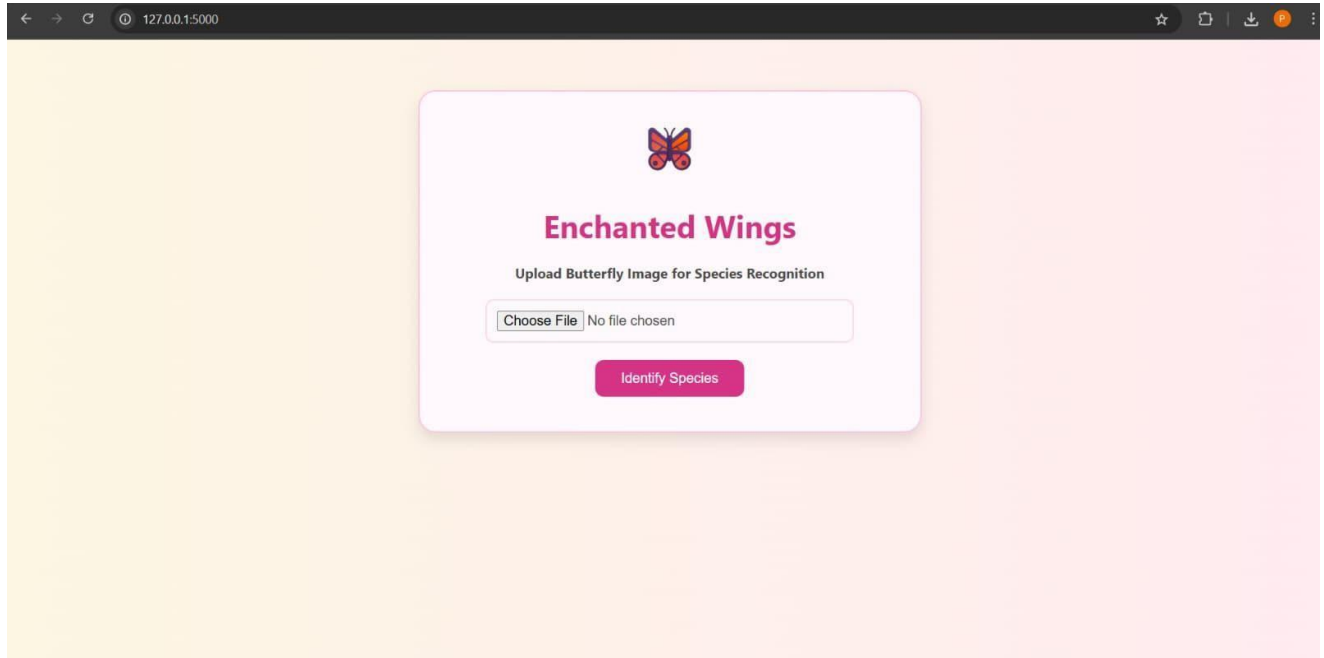 127.0.0.1:5000
P
Enchanted Wings
Upload Butterfly Image for Species Recognition
Choose File No file chosen
Identify Species